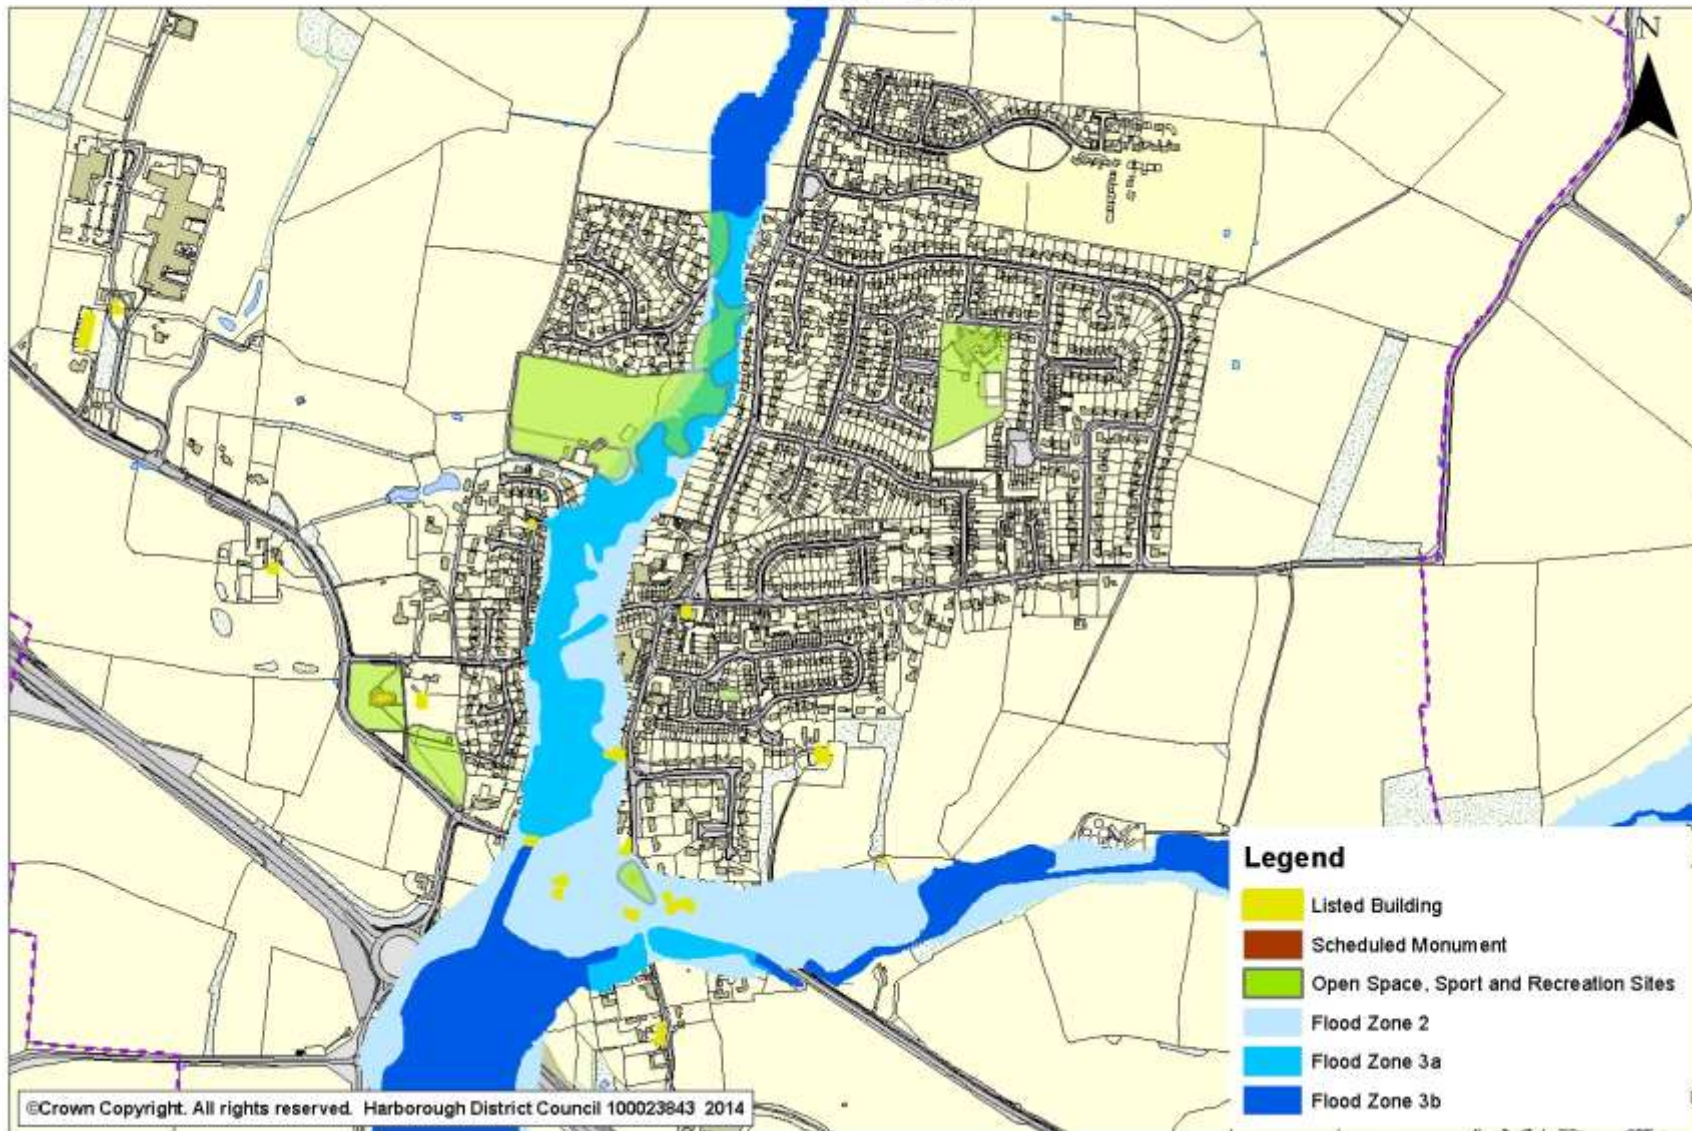 N
Legend
Listed Building
Scheduled Monument
Open Space, Sport and Recreation Sites
Flood Zone 2
Flood Zone 3a
Flood Zone 3b
©Crown Copyright. All rights reserved. Harborough District Council 100023843 2014